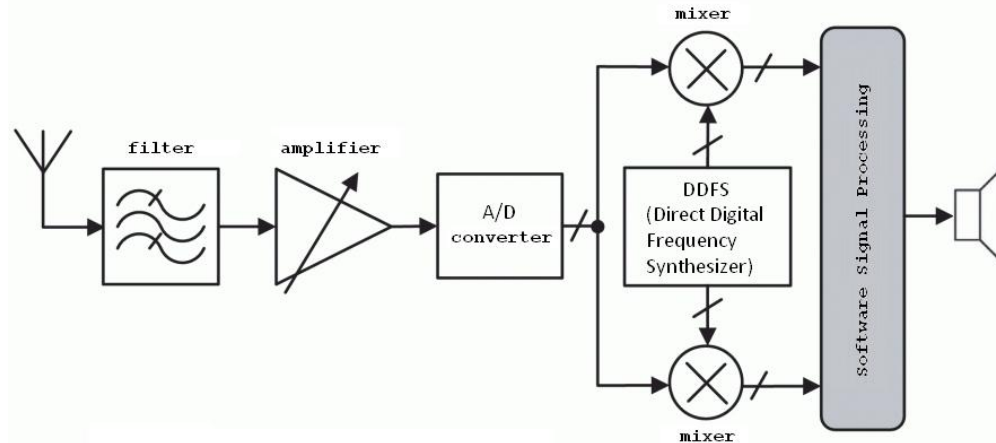 mixer
filter
amplifier
A/D
converter
DDFS
(Direct Digital
Frequency
Synthesizer)
Software Signal Processing
mixer